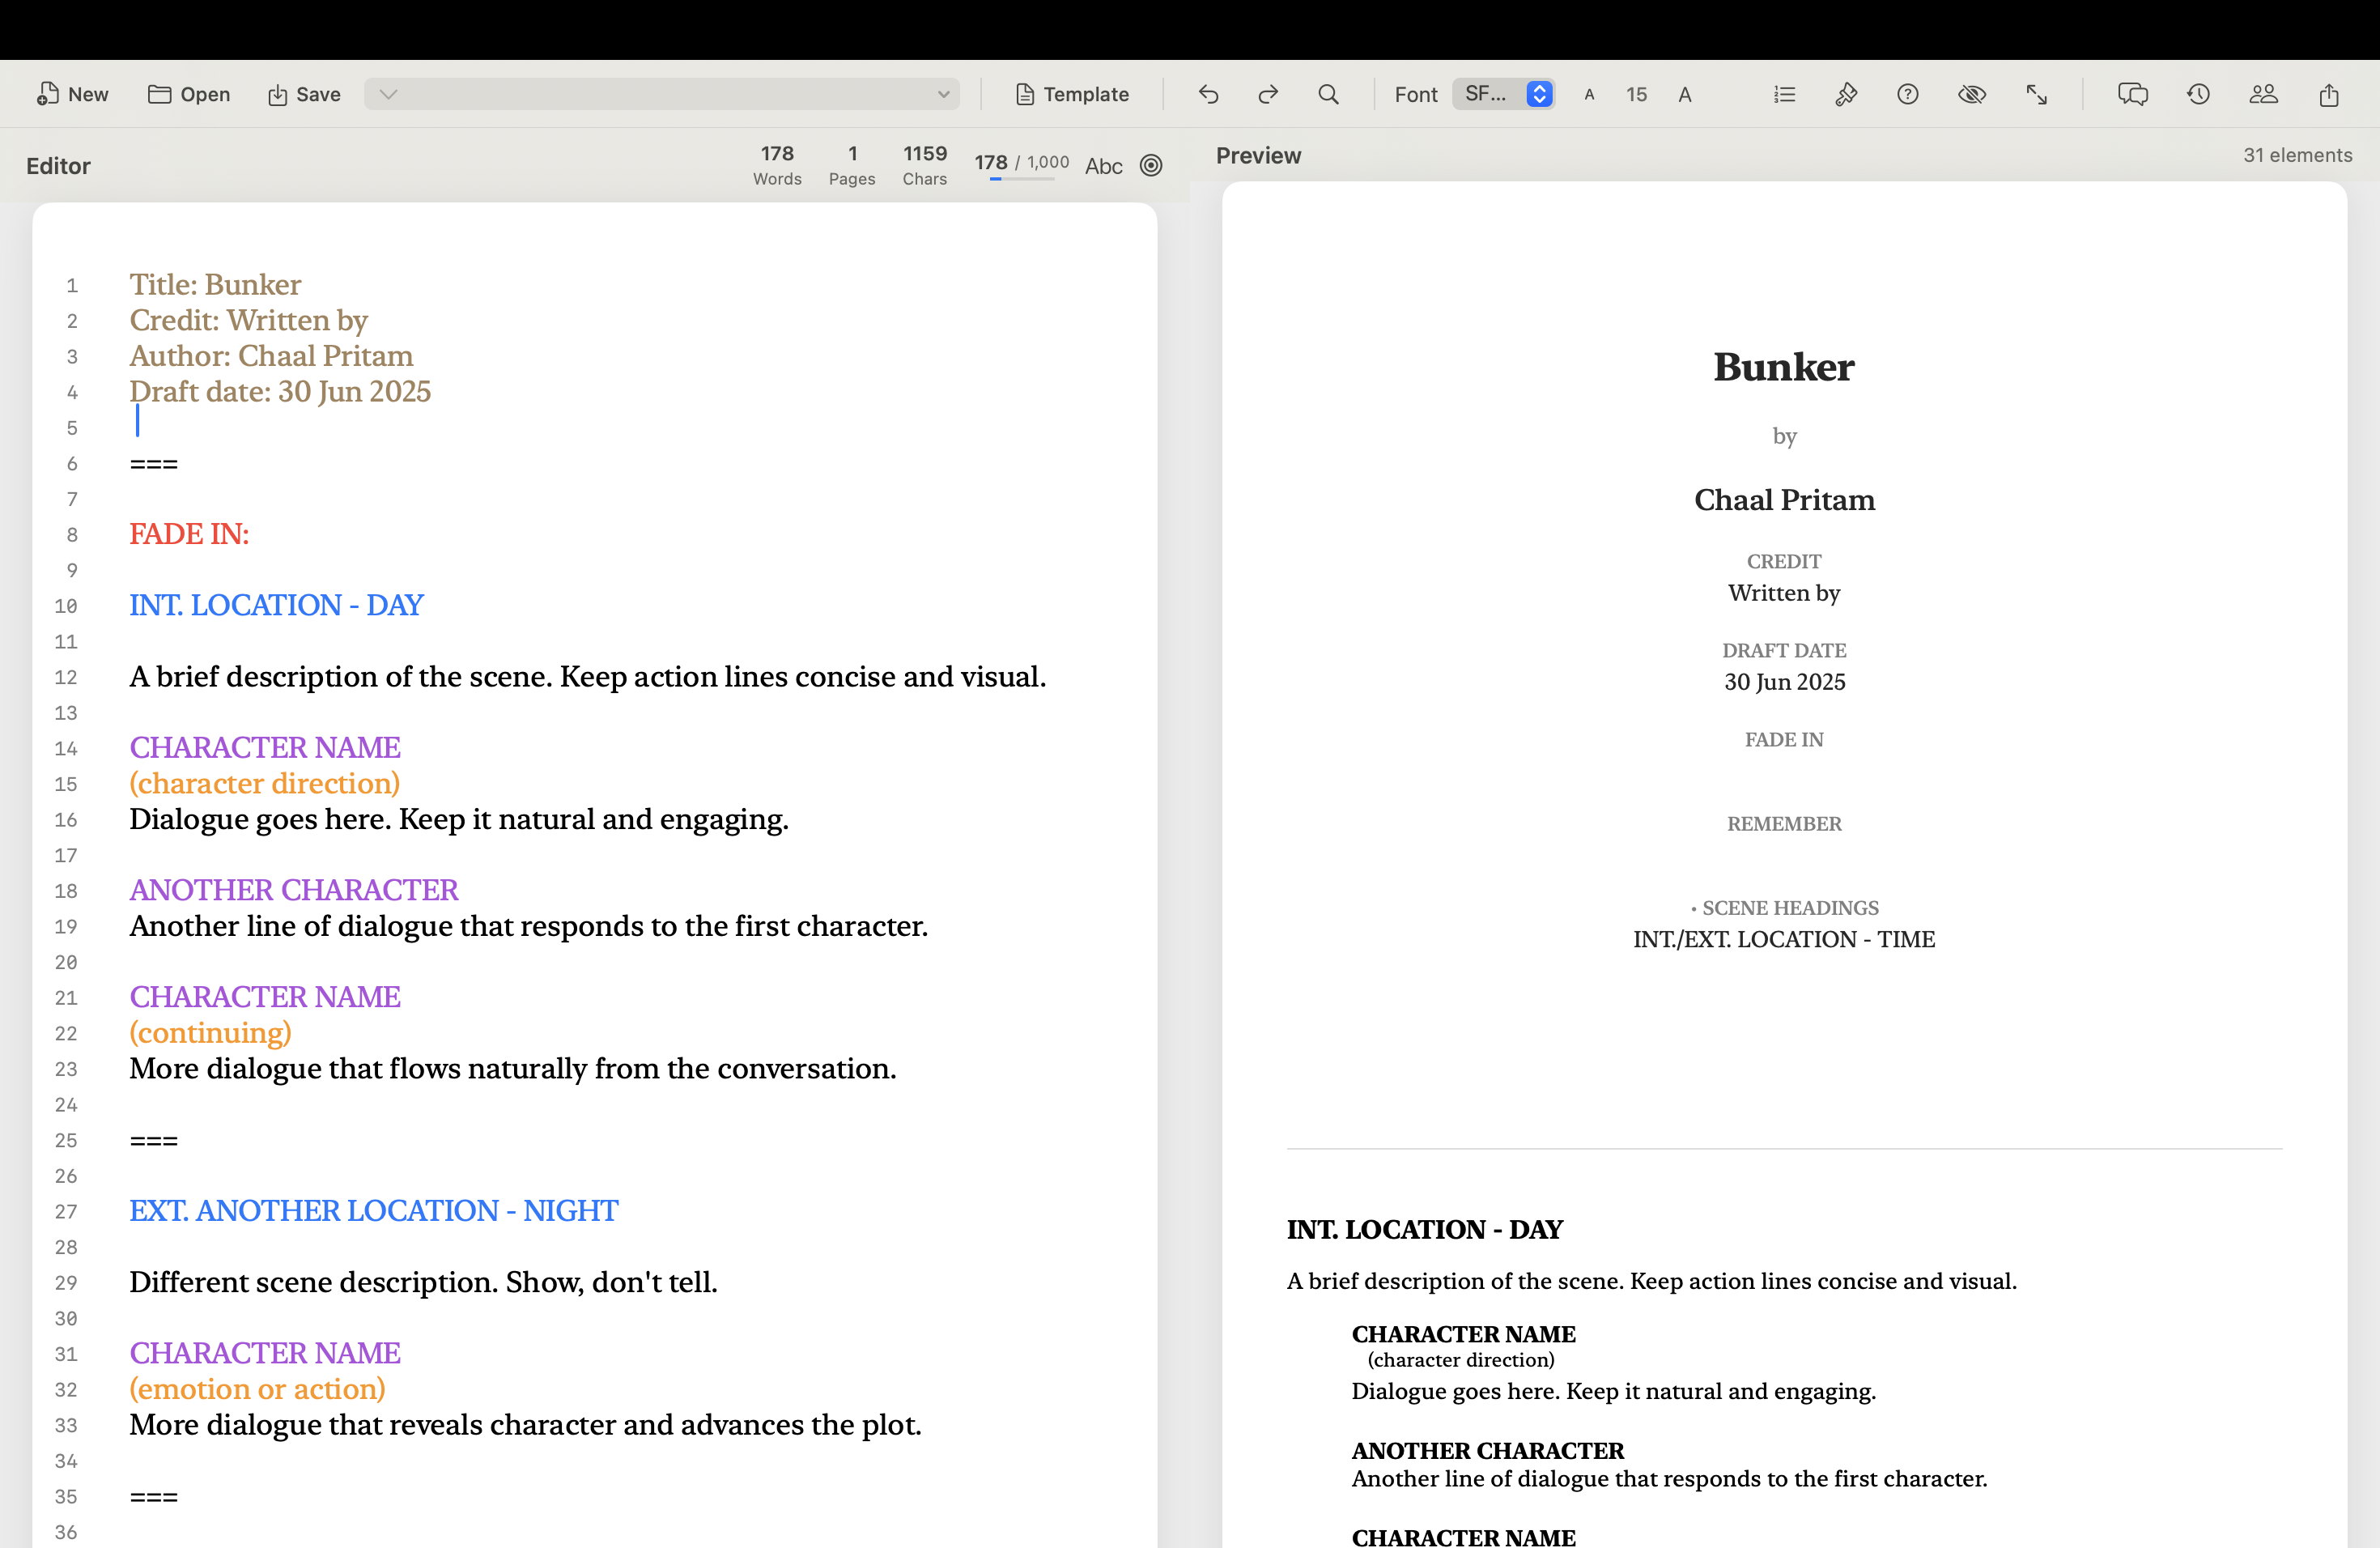 New Open Save Template Font SF... A 15 A
Editor
178 Words
1 Pages
1159 Chars
178 / 1,000
Abc
1 Title: Bunker
2 Credit: Written by
3 Author: Chaal Pritam
4 Draft date: 30 Jun 2025
5
6 ===
7
8 FADE IN:
9
10 INT. LOCATION - DAY
11
12 A brief description of the scene. Keep action lines concise and visual.
13
14 CHARACTER NAME
15 (character direction)
16 Dialogue goes here. Keep it natural and engaging.
17
18 ANOTHER CHARACTER
19 Another line of dialogue that responds to the first character.
20
21 CHARACTER NAME
22 (continuing)
23 More dialogue that flows naturally from the conversation.
24
25 ===
26
27 EXT. ANOTHER LOCATION - NIGHT
28
29 Different scene description. Show, don't tell.
30
31 CHARACTER NAME
32 (emotion or action)
33 More dialogue that reveals character and advances the plot.
34
35 ===
36
Preview
31 elements
Bunker
by
Chaal Pritam
CREDIT
Written by
DRAFT DATE
30 Jun 2025
FADE IN
REMEMBER
• SCENE HEADINGS
INT./EXT. LOCATION - TIME
INT. LOCATION - DAY
A brief description of the scene. Keep action lines concise and visual.
CHARACTER NAME
(character direction)
Dialogue goes here. Keep it natural and engaging.
ANOTHER CHARACTER
Another line of dialogue that responds to the first character.
CHARACTER NAME